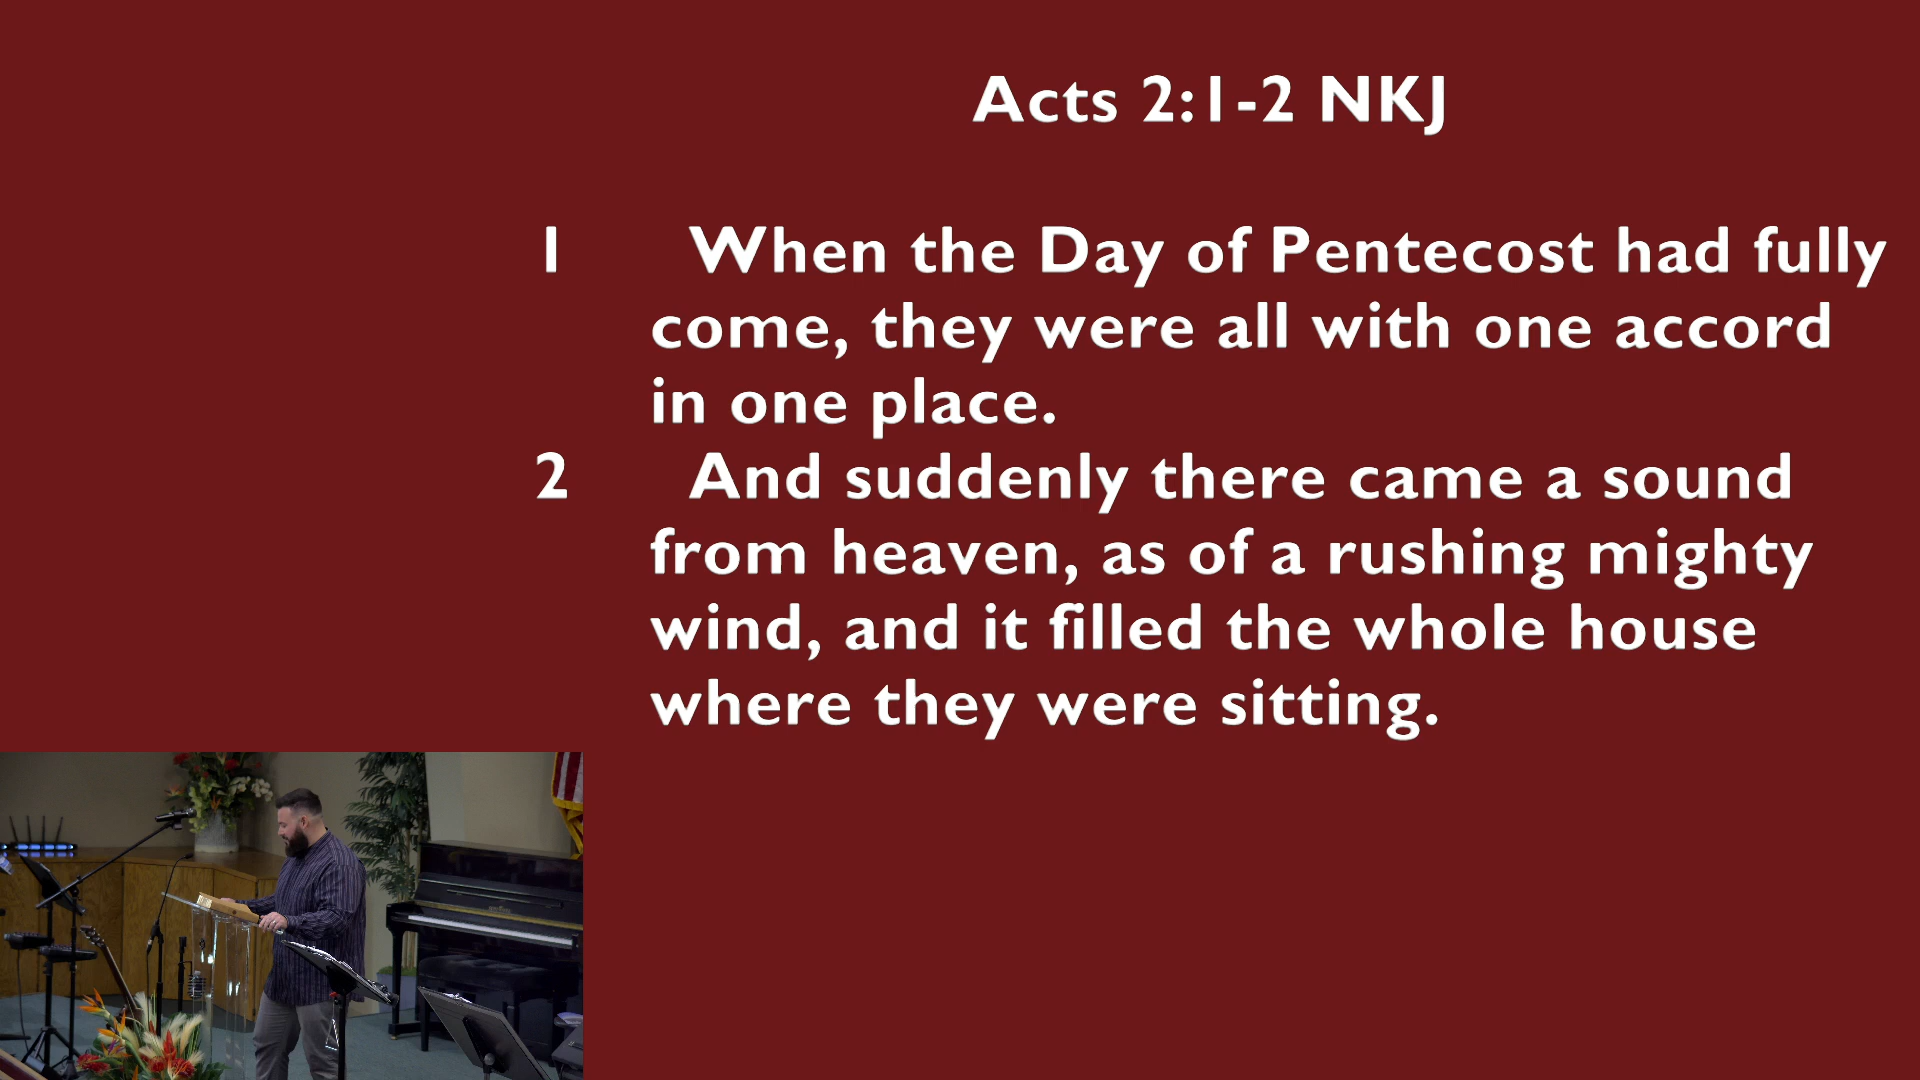 Acts 2:1-2 NKJ
1 When the Day of Pentecost had fully
come, they were all with one accord
in one place.
2 And suddenly there came a sound
from heaven, as of a rushing mighty
wind, and it filled the whole house
where they were sitting.